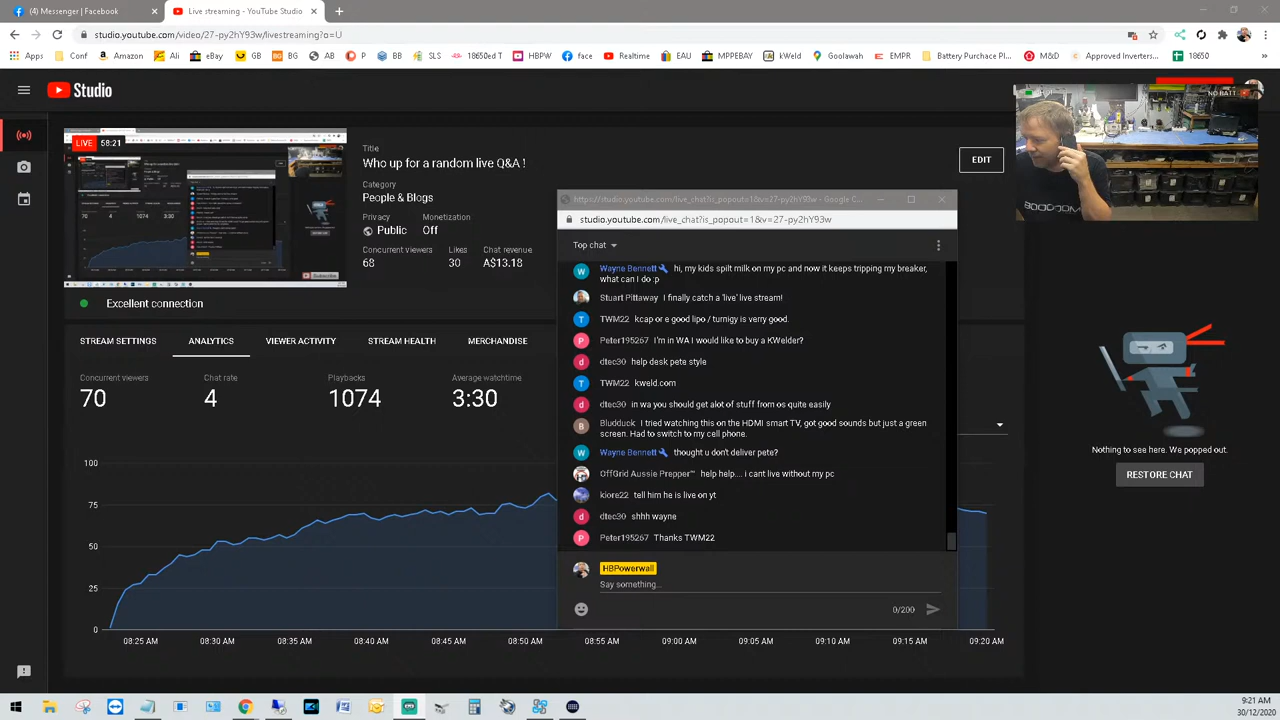 (4) Messenger | Facebook
Live streaming - YouTube Studio
studio.youtube.com/video/27-py2hY93w/livestreaming?o=U
Apps Conf Amazon Ali eBay GB BG AB P BB SLS 18650ed T HBPW face Realtime EAU MPPEBAY kWeld Goolawah EMPR Battery Purchace Pl... M&D Approved Inverters... 18650
Studio
NO BATT
LIVE 58:21
Title
Who up for a random live Q&A !
EDIT
Category
People & Blogs
Privacy Monetization
Public Off
Concurrent viewers Likes Chat revenue
68 30 A$13.18
Excellent connection
STREAM SETTINGS ANALYTICS VIEWER ACTIVITY STREAM HEALTH MERCHANDISE
Concurrent viewers Chat rate Playbacks Average watchtime
70 4 1074 3:30
100
75
50
25
0
08:25 AM 08:30 AM 08:35 AM 08:40 AM 08:45 AM 08:50 AM 08:55 AM 09:00 AM 09:05 AM 09:10 AM 09:15 AM 09:20 AM
http://studio.youtube.com/live_chat?is_popout=1&v=27-py2hY93w - Google C...
studio.youtube.com/live_chat?is_popout=1&v=27-py2hY93w
Top chat
Wayne Bennett hi, my kids spilt milk on my pc and now it keeps tripping my breaker,
what can i do :p
Stuart Pittaway I finally catch a 'live' live stream!
TWM22 kcap or e good lipo / turnigy is verry good.
Peter195267 I'm in WA I would like to buy a KWelder?
dtec30 help desk pete style
TWM22 kweld.com
dtec30 in wa you should get alot of stuff from os quite easily
Bludduck I tried watching this on the HDMI smart TV, got good sounds but just a green
screen. Had to switch to my cell phone.
Wayne Bennett thought u don't deliver pete?
OffGrid Aussie Prepper™ help help.... i cant live without my pc
kiore22 tell him he is live on yt
dtec30 shhh wayne
Peter195267 Thanks TWM22
HBPowerwall
Say something...
0/200
Nothing to see here. We popped out.
RESTORE CHAT
9:21 AM
30/12/2020